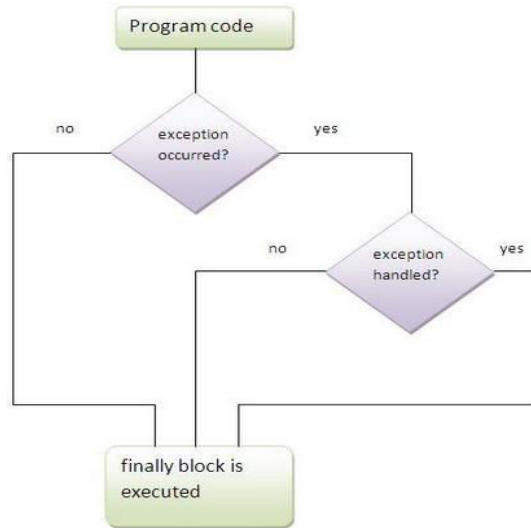 Program code
no
exception
occurred?
yes
no
exception
handled?
yes
finally block is
executed